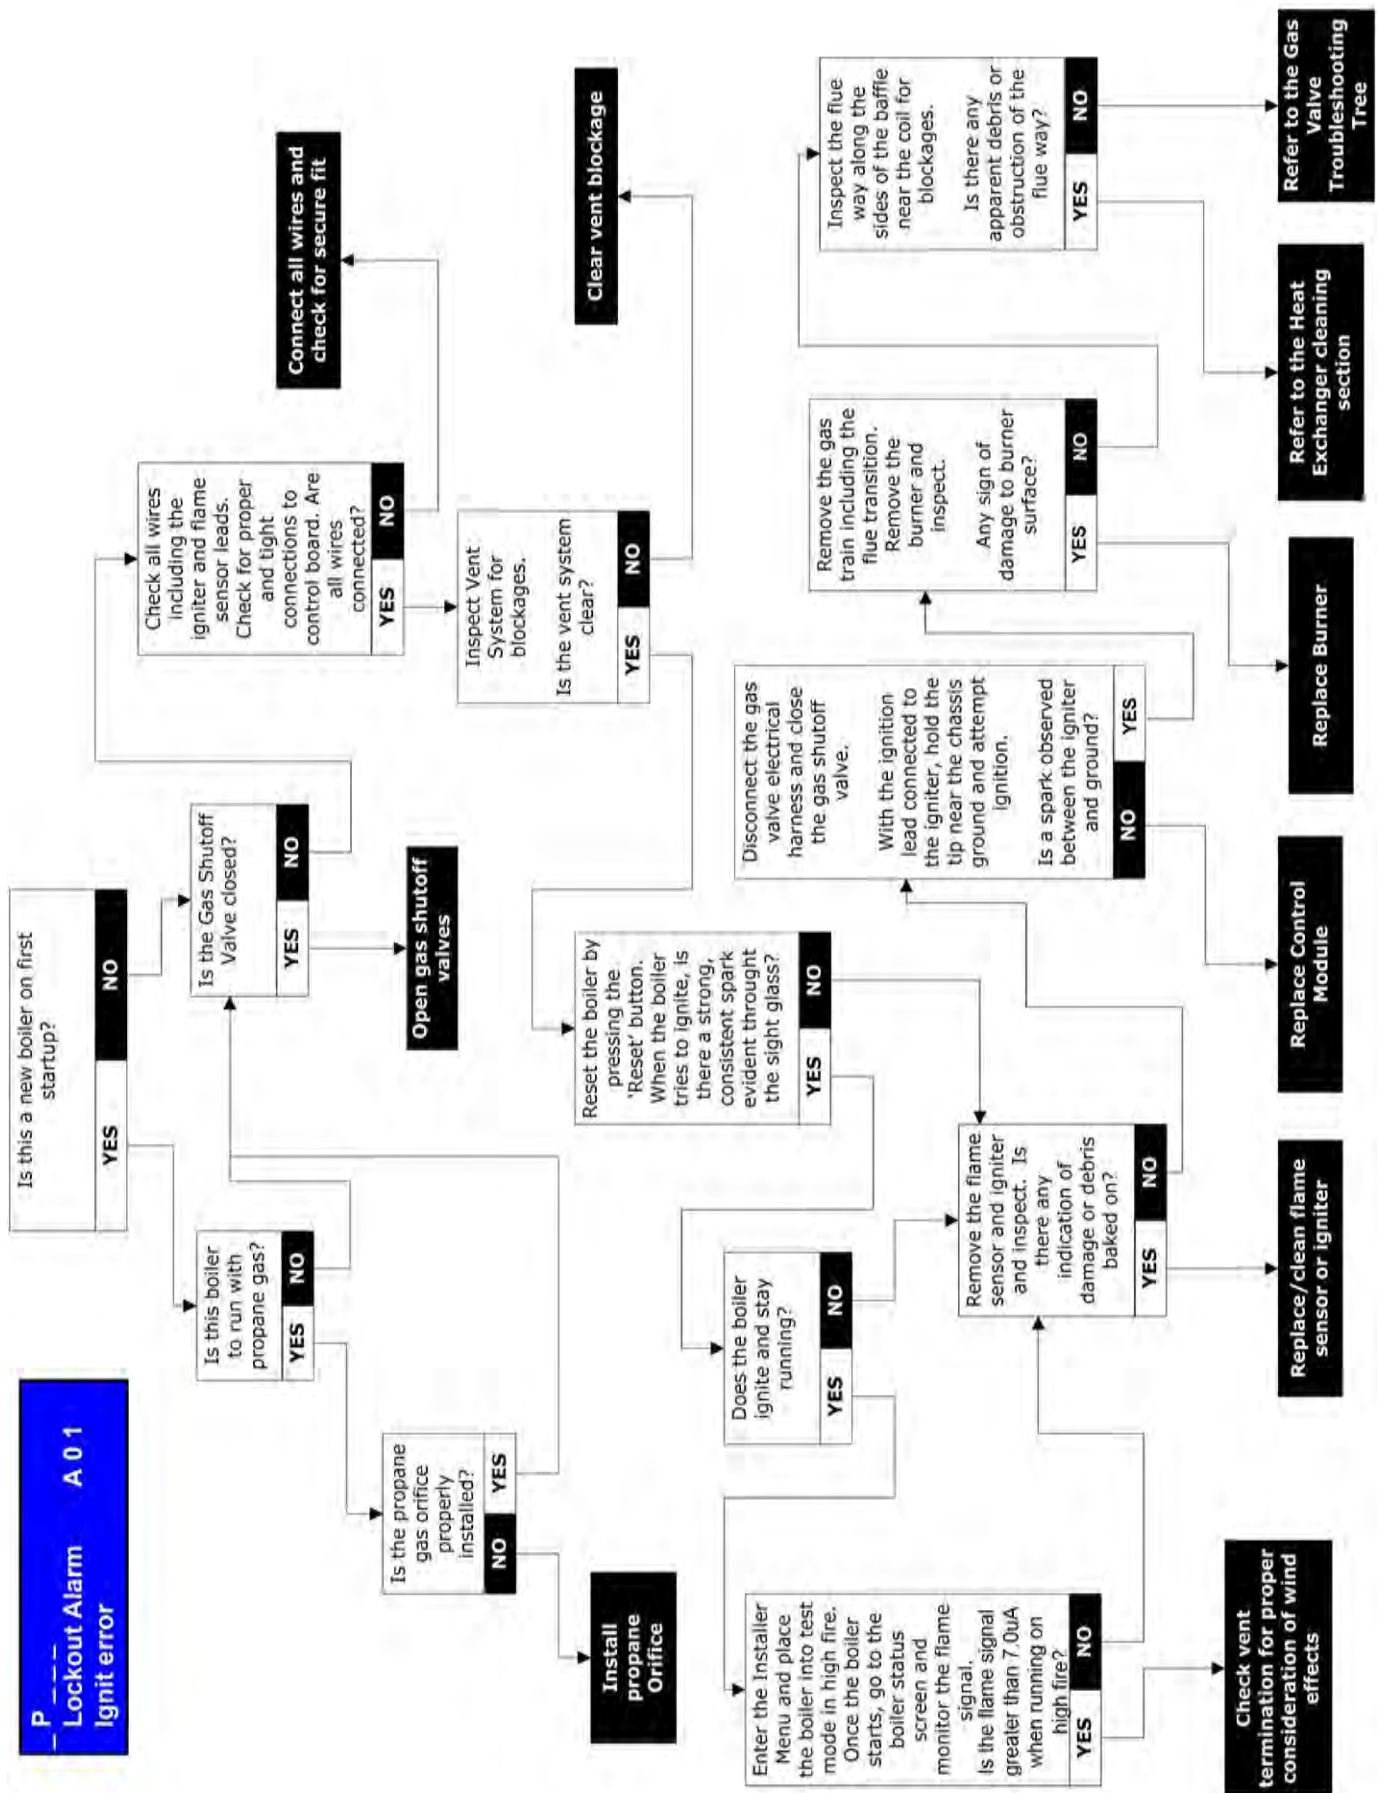 _P_ _ _ _
Lockout Alarm A 0 1
Ignit error
Is this a new boiler on first
startup?
YES
NO
Is this boiler
to run with
propane gas?
YES
NO
Is the Gas Shutoff
Valve closed?
YES
NO
Check all wires
including the
igniter and flame
sensor leads.
Check for proper
and tight
connections to
control board. Are
all wires
connected?
YES
NO
Connect all wires and
check for secure fit
Is the propane
gas orifice
properly
installed?
NO
YES
Open gas shutoff
valves
Inspect Vent
System for
blockages.
Is the vent system
clear?
YES
NO
Clear vent blockage
Install
propane
Orifice
Reset the boiler by
pressing the
‘Reset’ button.
When the boiler
tries to ignite, is
there a strong,
consistent spark
evident throught
the sight glass?
YES
NO
Does the boiler
ignite and stay
running?
YES
NO
Enter the Installer
Menu and place
the boiler into test
mode in high fire.
Once the boiler
starts, go to the
boiler status
screen and
monitor the flame
signal.
Is the flame signal
greater than 7.0uA
when running on
high fire?
YES
NO
Remove the flame
sensor and igniter
and inspect. Is
there any
indication of
damage or debris
baked on?
YES
NO
Disconnect the gas
valve electrical
harness and close
the gas shutoff
valve.
With the ignition
lead connected to
the igniter, hold the
tip near the chassis
ground and attempt
ignition.
Is a spark observed
between the igniter
and ground?
NO
YES
Remove the gas
train including the
flue transition.
Remove the
burner and
inspect.
Any sign of
damage to burner
surface?
YES
NO
Inspect the flue
way along the
sides of the baffle
near the coil for
blockages.
Is there any
apparent debris or
obstruction of the
flue way?
YES
NO
Check vent
termination for proper
consideration of wind
effects
Replace/clean flame
sensor or igniter
Replace Control
Module
Replace Burner
Refer to the Heat
Exchanger cleaning
section
Refer to the Gas
Valve
Troubleshooting
Tree